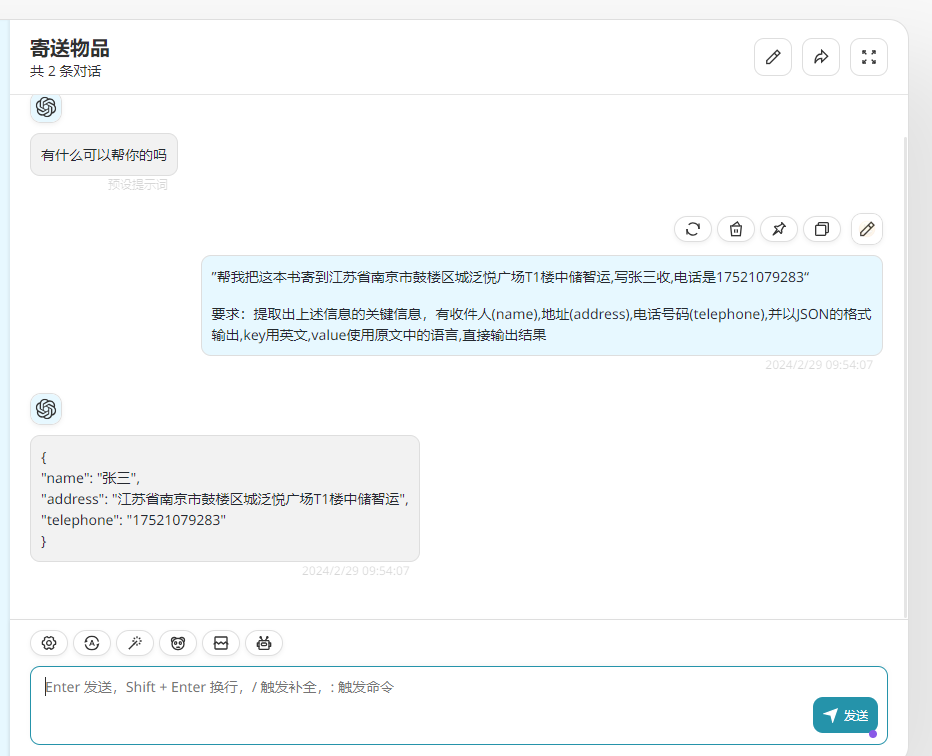 寄送物品
共 2 条对话
有什么可以帮你的吗
预设提示词
”帮我把这本书寄到江苏省南京市鼓楼区城泛悦广场T1楼中储智运,写张三收,电话是17521079283“
要求：提取出上述信息的关键信息，有收件人(name),地址(address),电话号码(telephone),并以JSON的格式
输出,key用英文,value使用原文中的语言,直接输出结果
2024/2/29 09:54:07
{
"name": "张三",
"address": "江苏省南京市鼓楼区城泛悦广场T1楼中储智运",
"telephone": "17521079283"
}
2024/2/29 09:54:07
Enter 发送，Shift + Enter 换行，/ 触发补全，: 触发命令
发送